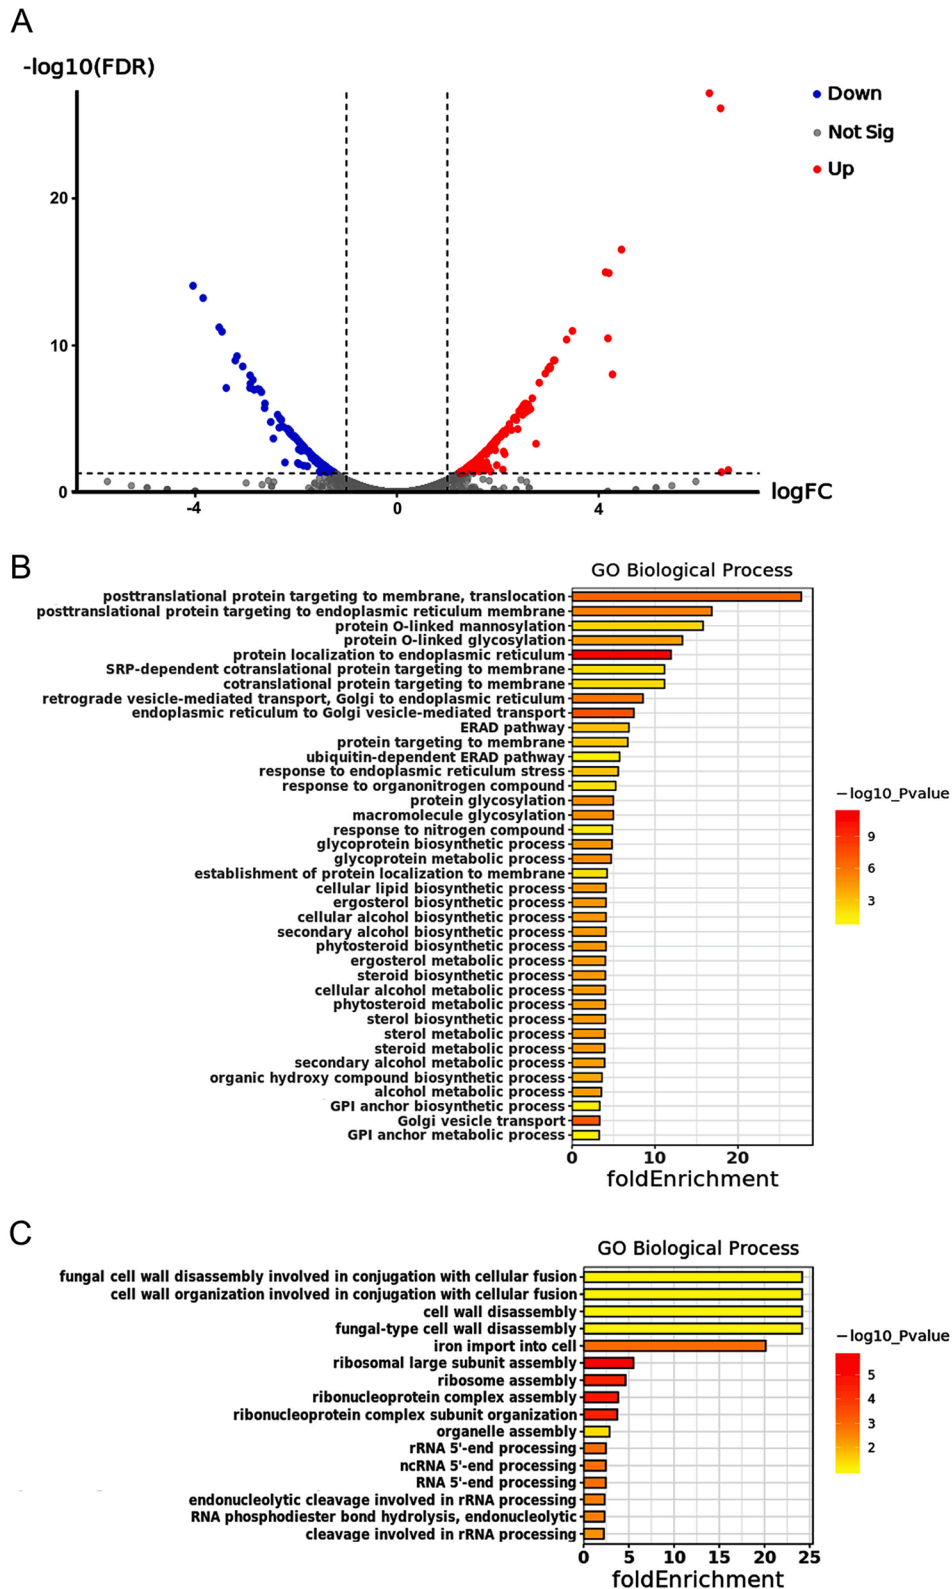 A
-log10(FDR)
Down
Not Sig
Up
20
10
0
-4
0
4
logFC
B
GO Biological Process
posttranslational protein targeting to membrane, translocation
posttranslational protein targeting to endoplasmic reticulum membrane
protein O-linked mannosylation
protein O-linked glycosylation
protein localization to endoplasmic reticulum
SRP-dependent cotranslational protein targeting to membrane
cotranslational protein targeting to membrane
retrograde vesicle-mediated transport, Golgi to endoplasmic reticulum
endoplasmic reticulum to Golgi vesicle-mediated transport
ERAD pathway
protein targeting to membrane
ubiquitin-dependent ERAD pathway
response to endoplasmic reticulum stress
response to organonitrogen compound
protein glycosylation
macromolecule glycosylation
response to nitrogen compound
glycoprotein biosynthetic process
glycoprotein metabolic process
establishment of protein localization to membrane
cellular lipid biosynthetic process
ergosterol biosynthetic process
cellular alcohol biosynthetic process
secondary alcohol biosynthetic process
phytosteroid biosynthetic process
ergosterol metabolic process
steroid biosynthetic process
cellular alcohol metabolic process
phytosteroid metabolic process
sterol biosynthetic process
sterol metabolic process
steroid metabolic process
secondary alcohol metabolic process
organic hydroxy compound biosynthetic process
alcohol metabolic process
GPI anchor biosynthetic process
Golgi vesicle transport
GPI anchor metabolic process
0
10
20
foldEnrichment
−log10_Pvalue
9
6
3
C
GO Biological Process
fungal cell wall disassembly involved in conjugation with cellular fusion
cell wall organization involved in conjugation with cellular fusion
cell wall disassembly
fungal-type cell wall disassembly
iron import into cell
ribosomal large subunit assembly
ribosome assembly
ribonucleoprotein complex assembly
ribonucleoprotein complex subunit organization
organelle assembly
rRNA 5'-end processing
ncRNA 5'-end processing
RNA 5'-end processing
endonucleolytic cleavage involved in rRNA processing
RNA phosphodiester bond hydrolysis, endonucleolytic
cleavage involved in rRNA processing
0
5
10
15
20
25
foldEnrichment
−log10_Pvalue
5
4
3
2